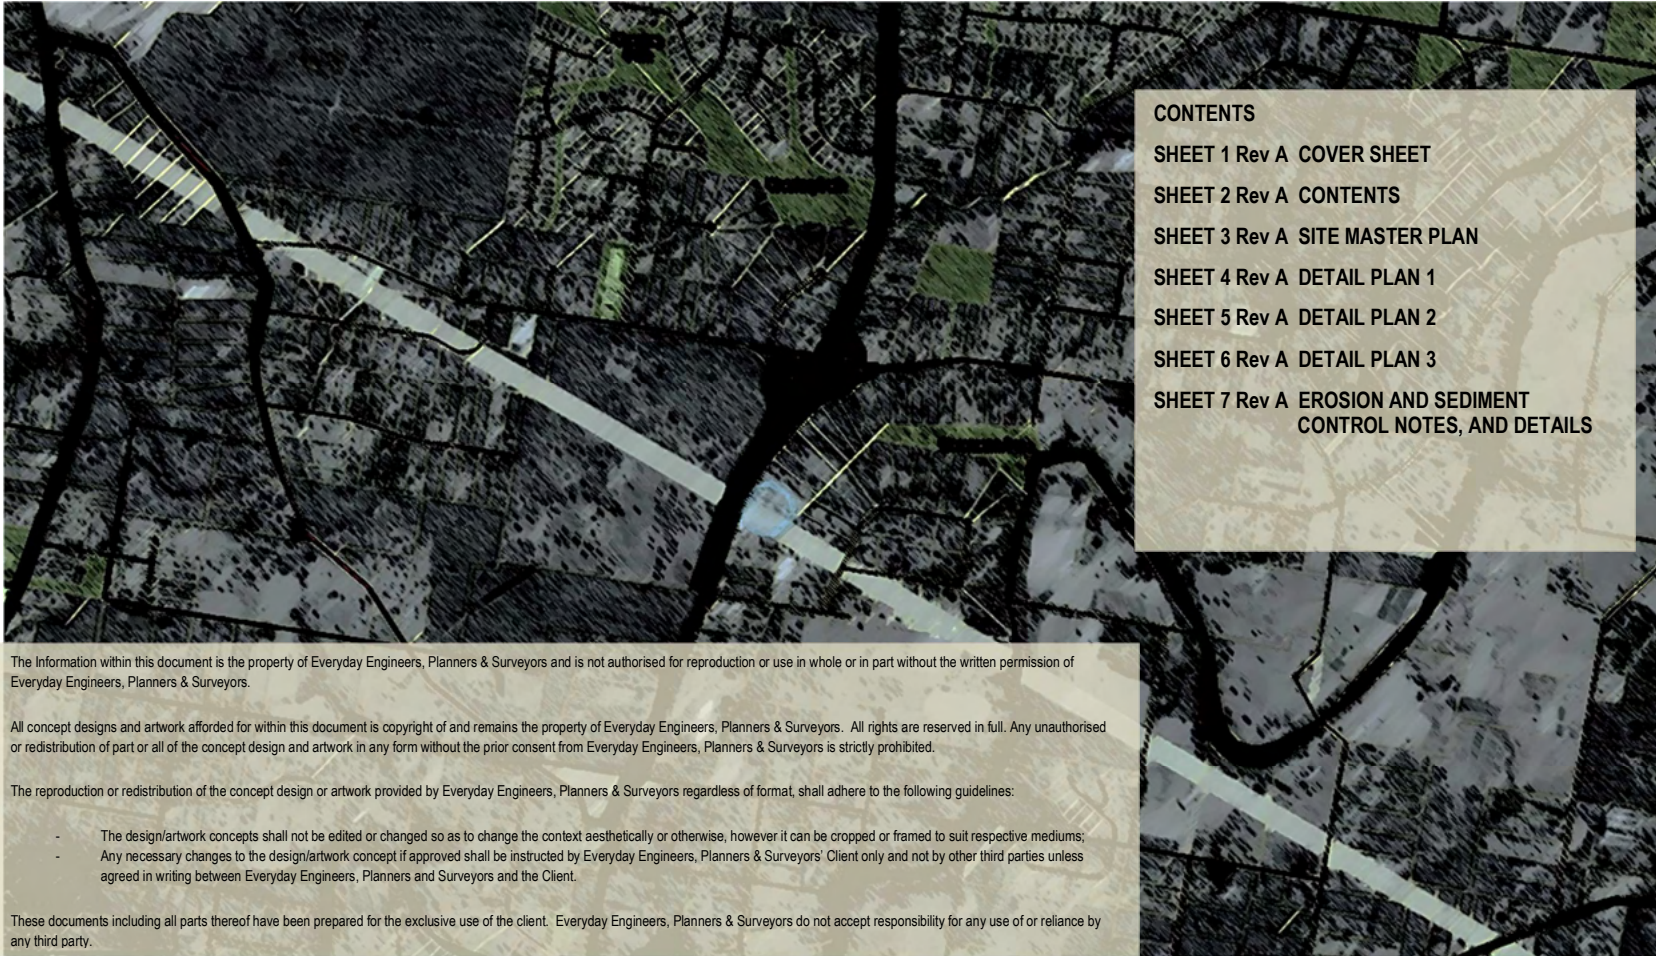 CONTENTS
SHEET 1 Rev A COVER SHEET
SHEET 2 Rev A CONTENTS
SHEET 3 Rev A SITE MASTER PLAN
SHEET 4 Rev A DETAIL PLAN 1
SHEET 5 Rev A DETAIL PLAN 2
SHEET 6 Rev A DETAIL PLAN 3
SHEET 7 Rev A EROSION AND SEDIMENT
CONTROL NOTES, AND DETAILS
The Information within this document is the property of Everyday Engineers, Planners & Surveyors and is not authorised for reproduction or use in whole or in part without the written permission of
Everyday Engineers, Planners & Surveyors.
All concept designs and artwork afforded for within this document is copyright of and remains the property of Everyday Engineers, Planners & Surveyors. All rights are reserved in full. Any unauthorised
or redistribution of part or all of the concept design and artwork in any form without the prior consent from Everyday Engineers, Planners & Surveyors is strictly prohibited.
The reproduction or redistribution of the concept design or artwork provided by Everyday Engineers, Planners & Surveyors regardless of format, shall adhere to the following guidelines:
- The design/artwork concepts shall not be edited or changed so as to change the context aesthetically or otherwise, however it can be cropped or framed to suit respective mediums;
- Any necessary changes to the design/artwork concept if approved shall be instructed by Everyday Engineers, Planners & Surveyors' Client only and not by other third parties unless
agreed in writing between Everyday Engineers, Planners and Surveyors and the Client.
These documents including all parts thereof have been prepared for the exclusive use of the client. Everyday Engineers, Planners & Surveyors do not accept responsibility for any use of or reliance by
any third party.